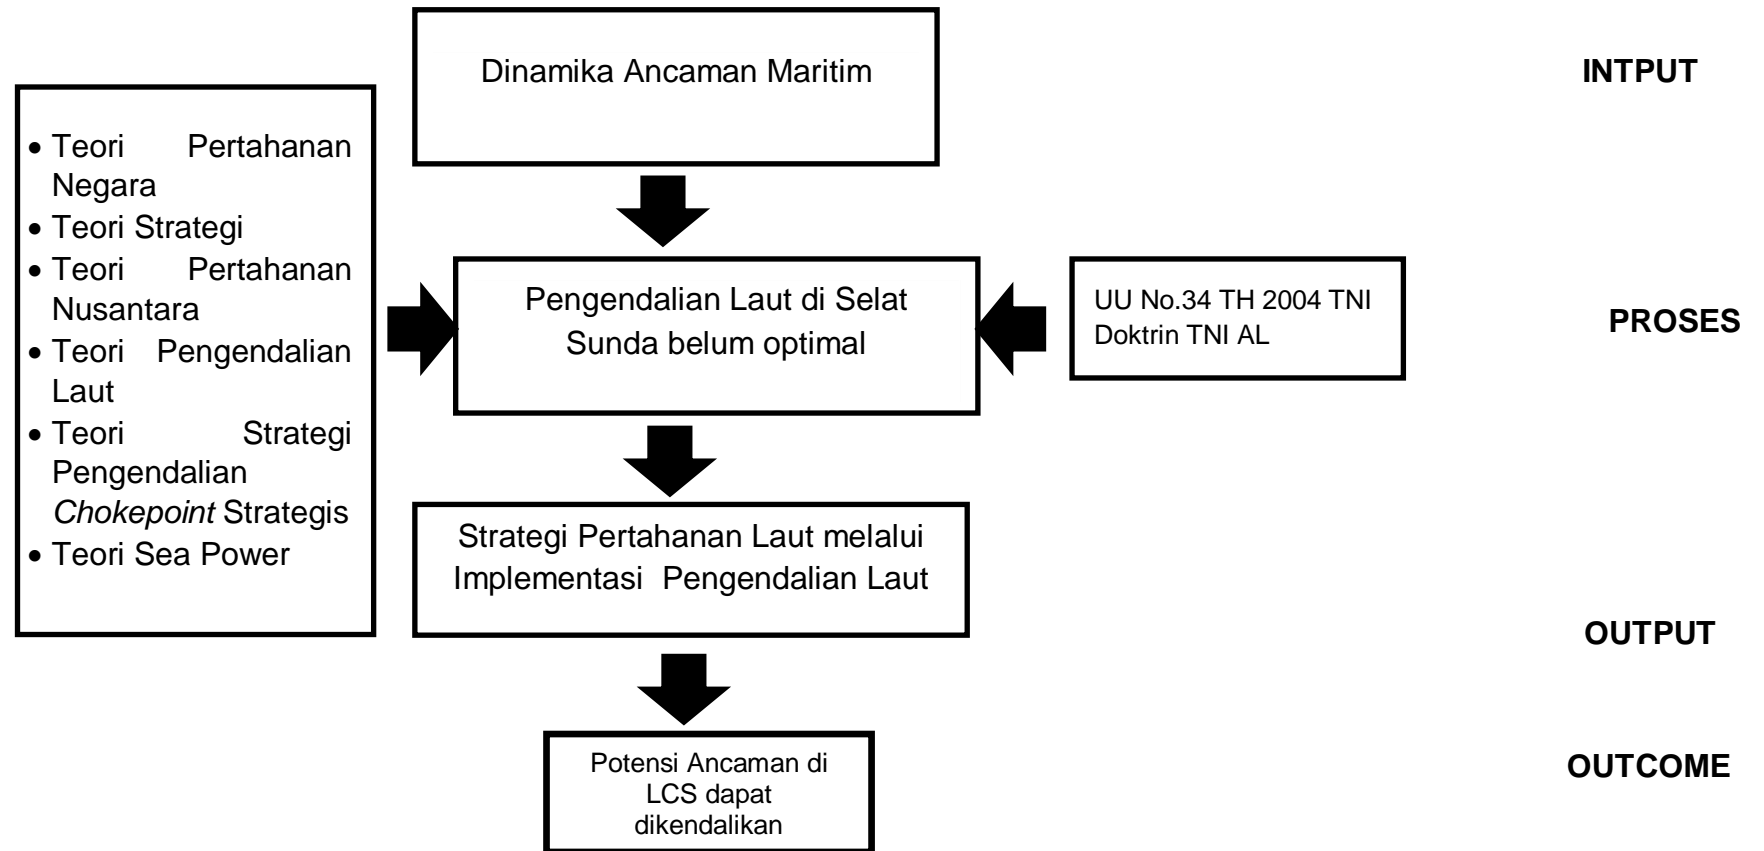 Dinamika Ancaman Maritim
INTPUT
• Teori Pertahanan
Negara
• Teori Strategi
• Teori Pertahanan
Nusantara
• Teori Pengendalian
Laut
• Teori Strategi
Pengendalian
Chokepoint Strategis
• Teori Sea Power
Pengendalian Laut di Selat
Sunda belum optimal
UU No.34 TH 2004 TNI
Doktrin TNI AL
PROSES
Strategi Pertahanan Laut melalui
Implementasi Pengendalian Laut
OUTPUT
Potensi Ancaman di
LCS dapat
dikendalikan
OUTCOME